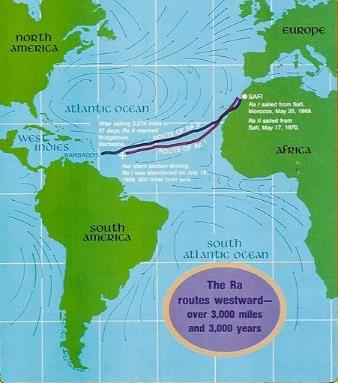 NORTH
AMERICA
EUROPE
SAFI
Ra I sailed from Safi,
Morocco, May 25, 1969.
Ra II sailed from
Safi, May 17, 1970.
ATLANTIC OCEAN
After sailing 3,270 miles in
57 days, Ra II reached
Bridgetown,
Barbados.
ROUTE OF RA II
ROUTE OF RA I
WEST
INDIES
BARBADOS
AFRICA
Her stern section sinking,
Ra I was abandoned on July 18,
1969, 600 miles from land.
SOUTH
AMERICA
SOUTH
ATLANTIC OCEAN
The Ra
routes westward—
over 3,000 miles
and 3,000 years